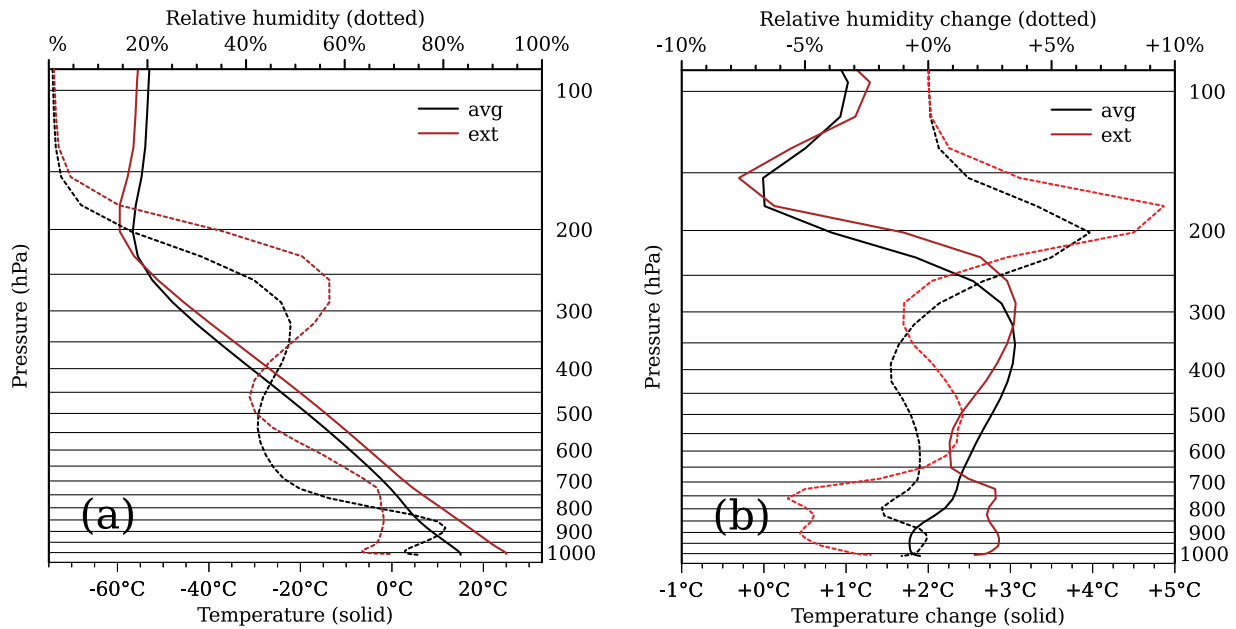 Relative humidity (dotted)
% 20% 40% 60% 80% 100%
100
avg
ext
200
300
400
500
600
700
800
900
1000
Pressure (hPa)
(a)
-60°C -40°C -20°C 0°C 20°C
Temperature (solid)
Relative humidity change (dotted)
-10% -5% +0% +5% +10%
100
avg
ext
200
300
400
500
600
700
800
900
1000
Pressure (hPa)
(b)
-1°C +0°C +1°C +2°C +3°C +4°C +5°C
Temperature change (solid)